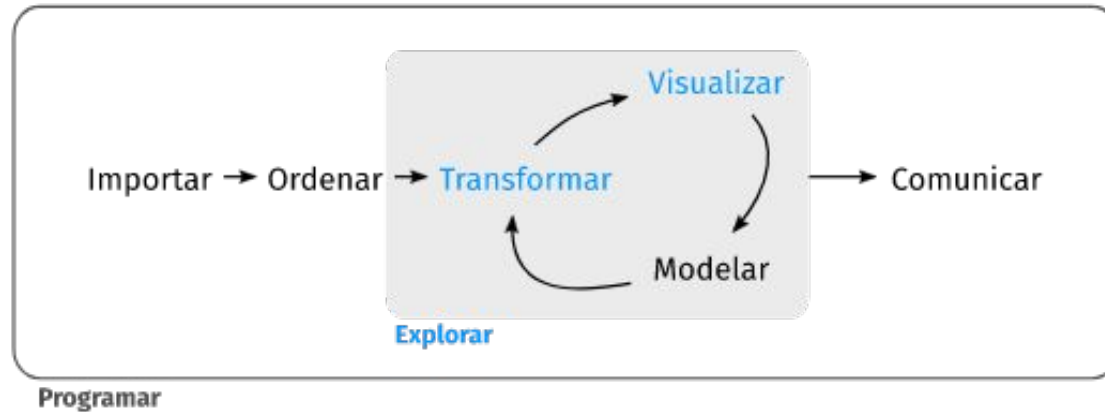 Visualizar
Importar → Ordenar → Transformar → Comunicar
Modelar
Explorar
Programar